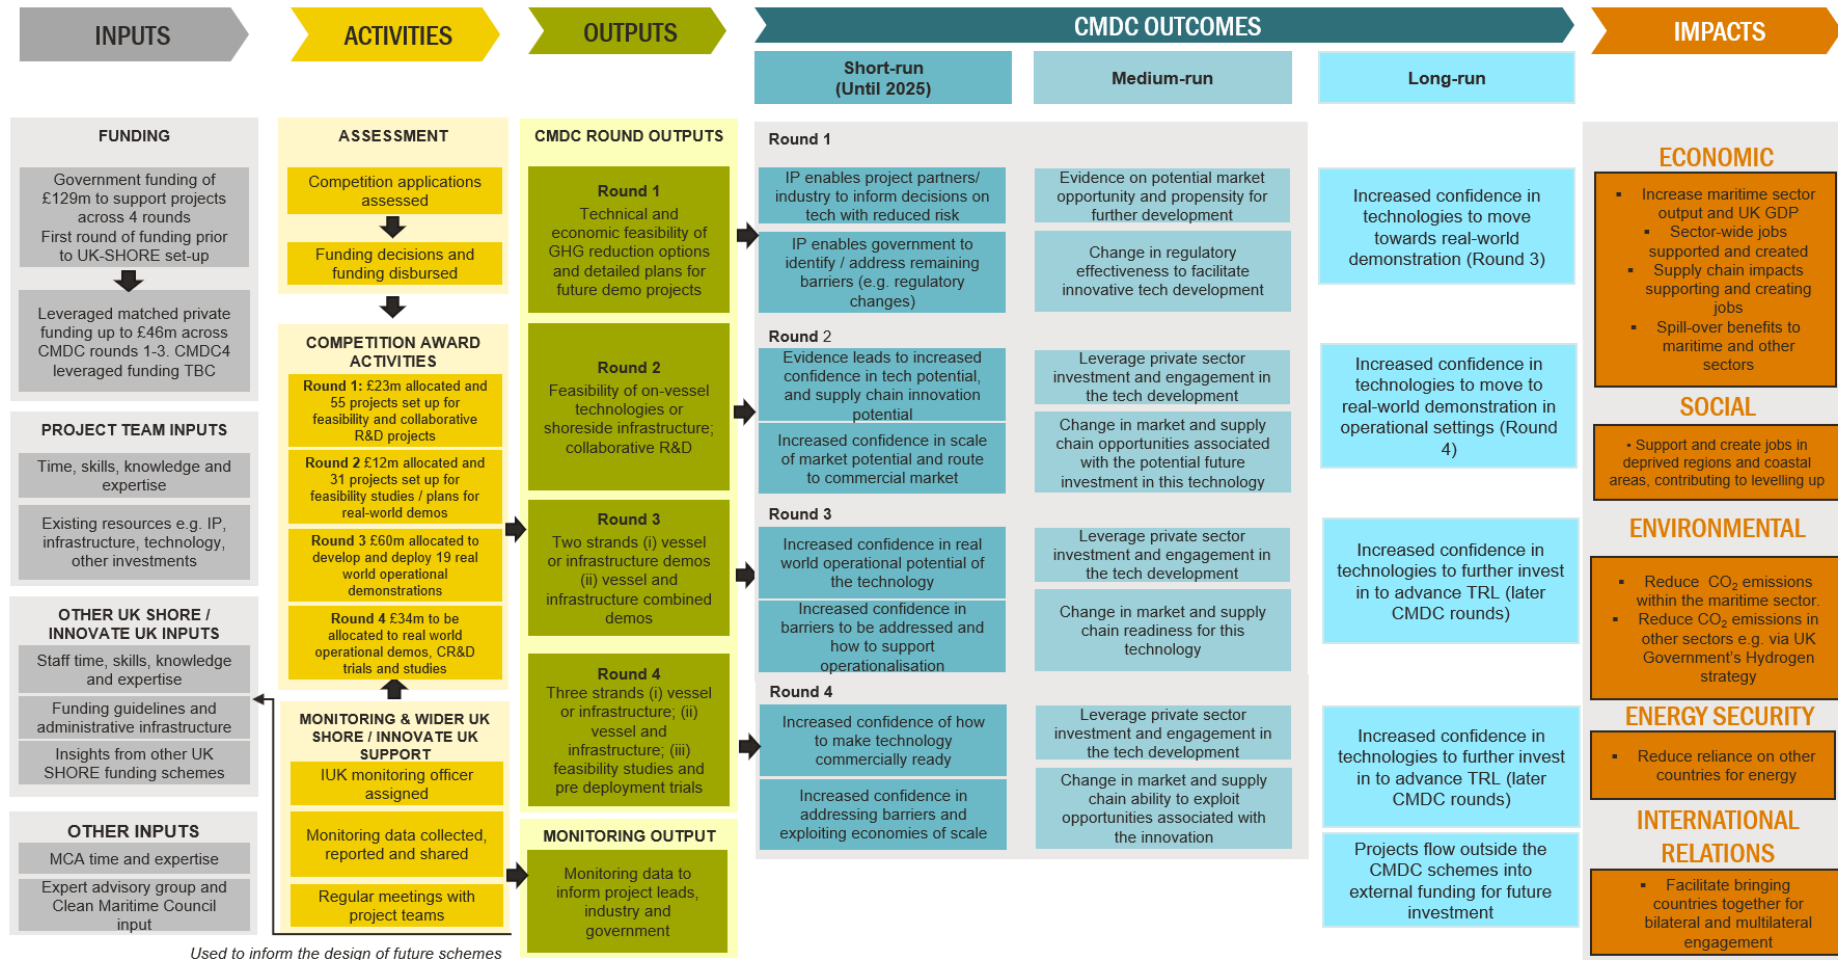 INPUTS
ACTIVITIES
OUTPUTS
CMDC OUTCOMES
IMPACTS
Short-run
(Until 2025)
Medium-run
Long-run
FUNDING
Government funding of
£129m to support projects
across 4 rounds
First round of funding prior
to UK-SHORE set-up
Leveraged matched private
funding up to £46m across
CMDC rounds 1-3. CMDC4
leveraged funding TBC
PROJECT TEAM INPUTS
Time, skills, knowledge and
expertise
Existing resources e.g. IP,
infrastructure, technology,
other investments
OTHER UK SHORE /
INNOVATE UK INPUTS
Staff time, skills, knowledge
and expertise
Funding guidelines and
administrative infrastructure
Insights from other UK
SHORE funding schemes
OTHER INPUTS
MCA time and expertise
Expert advisory group and
Clean Maritime Council
input
ASSESSMENT
Competition applications
assessed
Funding decisions and
funding disbursed
COMPETITION AWARD
ACTIVITIES
Round 1: £23m allocated and
55 projects set up for
feasibility and collaborative
R&D projects
Round 2 £12m allocated and
31 projects set up for
feasibility studies / plans for
real-world demos
Round 3 £60m allocated to
develop and deploy 19 real
world operational
demonstrations
Round 4 £34m to be
allocated to real world
operational demos, CR&D
trials and studies
MONITORING & WIDER UK
SHORE / INNOVATE UK
SUPPORT
IUK monitoring officer
assigned
Monitoring data collected,
reported and shared
Regular meetings with
project teams
Used to inform the design of future schemes
CMDC ROUND OUTPUTS
Round 1
Technical and
economic feasibility of
GHG reduction options
and detailed plans for
future demo projects
Round 2
Feasibility of on-vessel
technologies or
shoreside infrastructure;
collaborative R&D
Round 3
Two strands (i) vessel
or infrastructure demos
(ii) vessel and
infrastructure combined
demos
Round 4
Three strands (i) vessel
or infrastructure; (ii)
vessel and
infrastructure; (iii)
feasibility studies and
pre deployment trials
MONITORING OUTPUT
Monitoring data to
inform project leads,
industry and
government
Round 1
IP enables project partners/
industry to inform decisions on
tech with reduced risk
IP enables government to
identify / address remaining
barriers (e.g. regulatory
changes)
Evidence on potential market
opportunity and propensity for
further development
Change in regulatory
effectiveness to facilitate
innovative tech development
Increased confidence in
technologies to move
towards real-world
demonstration (Round 3)
Round 2
Evidence leads to increased
confidence in tech potential,
and supply chain innovation
potential
Increased confidence in scale
of market potential and route
to commercial market
Leverage private sector
investment and engagement in
the tech development
Change in market and supply
chain opportunities associated
with the potential future
investment in this technology
Increased confidence in
technologies to move to
real-world demonstration in
operational settings (Round
4)
Round 3
Increased confidence in real
world operational potential of
the technology
Increased confidence in
barriers to be addressed and
how to support
operationalisation
Leverage private sector
investment and engagement in
the tech development
Change in market and supply
chain readiness for this
technology
Increased confidence in
technologies to further invest
in to advance TRL (later
CMDC rounds)
Round 4
Increased confidence of how
to make technology
commercially ready
Increased confidence in
addressing barriers and
exploiting economies of scale
Leverage private sector
investment and engagement in
the tech development
Change in market and supply
chain ability to exploit
opportunities associated with
the innovation
Increased confidence in
technologies to further invest
in to advance TRL (later
CMDC rounds)
Projects flow outside the
CMDC schemes into
external funding for future
investment
ECONOMIC
▪ Increase maritime sector
output and UK GDP
▪ Sector-wide jobs
supported and created
▪ Supply chain impacts
supporting and creating
jobs
▪ Spill-over benefits to
maritime and other
sectors
SOCIAL
▪ Support and create jobs in
deprived regions and coastal
areas, contributing to levelling up
ENVIRONMENTAL
▪ Reduce CO₂ emissions
within the maritime sector.
▪ Reduce CO₂ emissions in
other sectors e.g. via UK
Government's Hydrogen
strategy
ENERGY SECURITY
▪ Reduce reliance on other
countries for energy
INTERNATIONAL
RELATIONS
▪ Facilitate bringing
countries together for
bilateral and multilateral
engagement